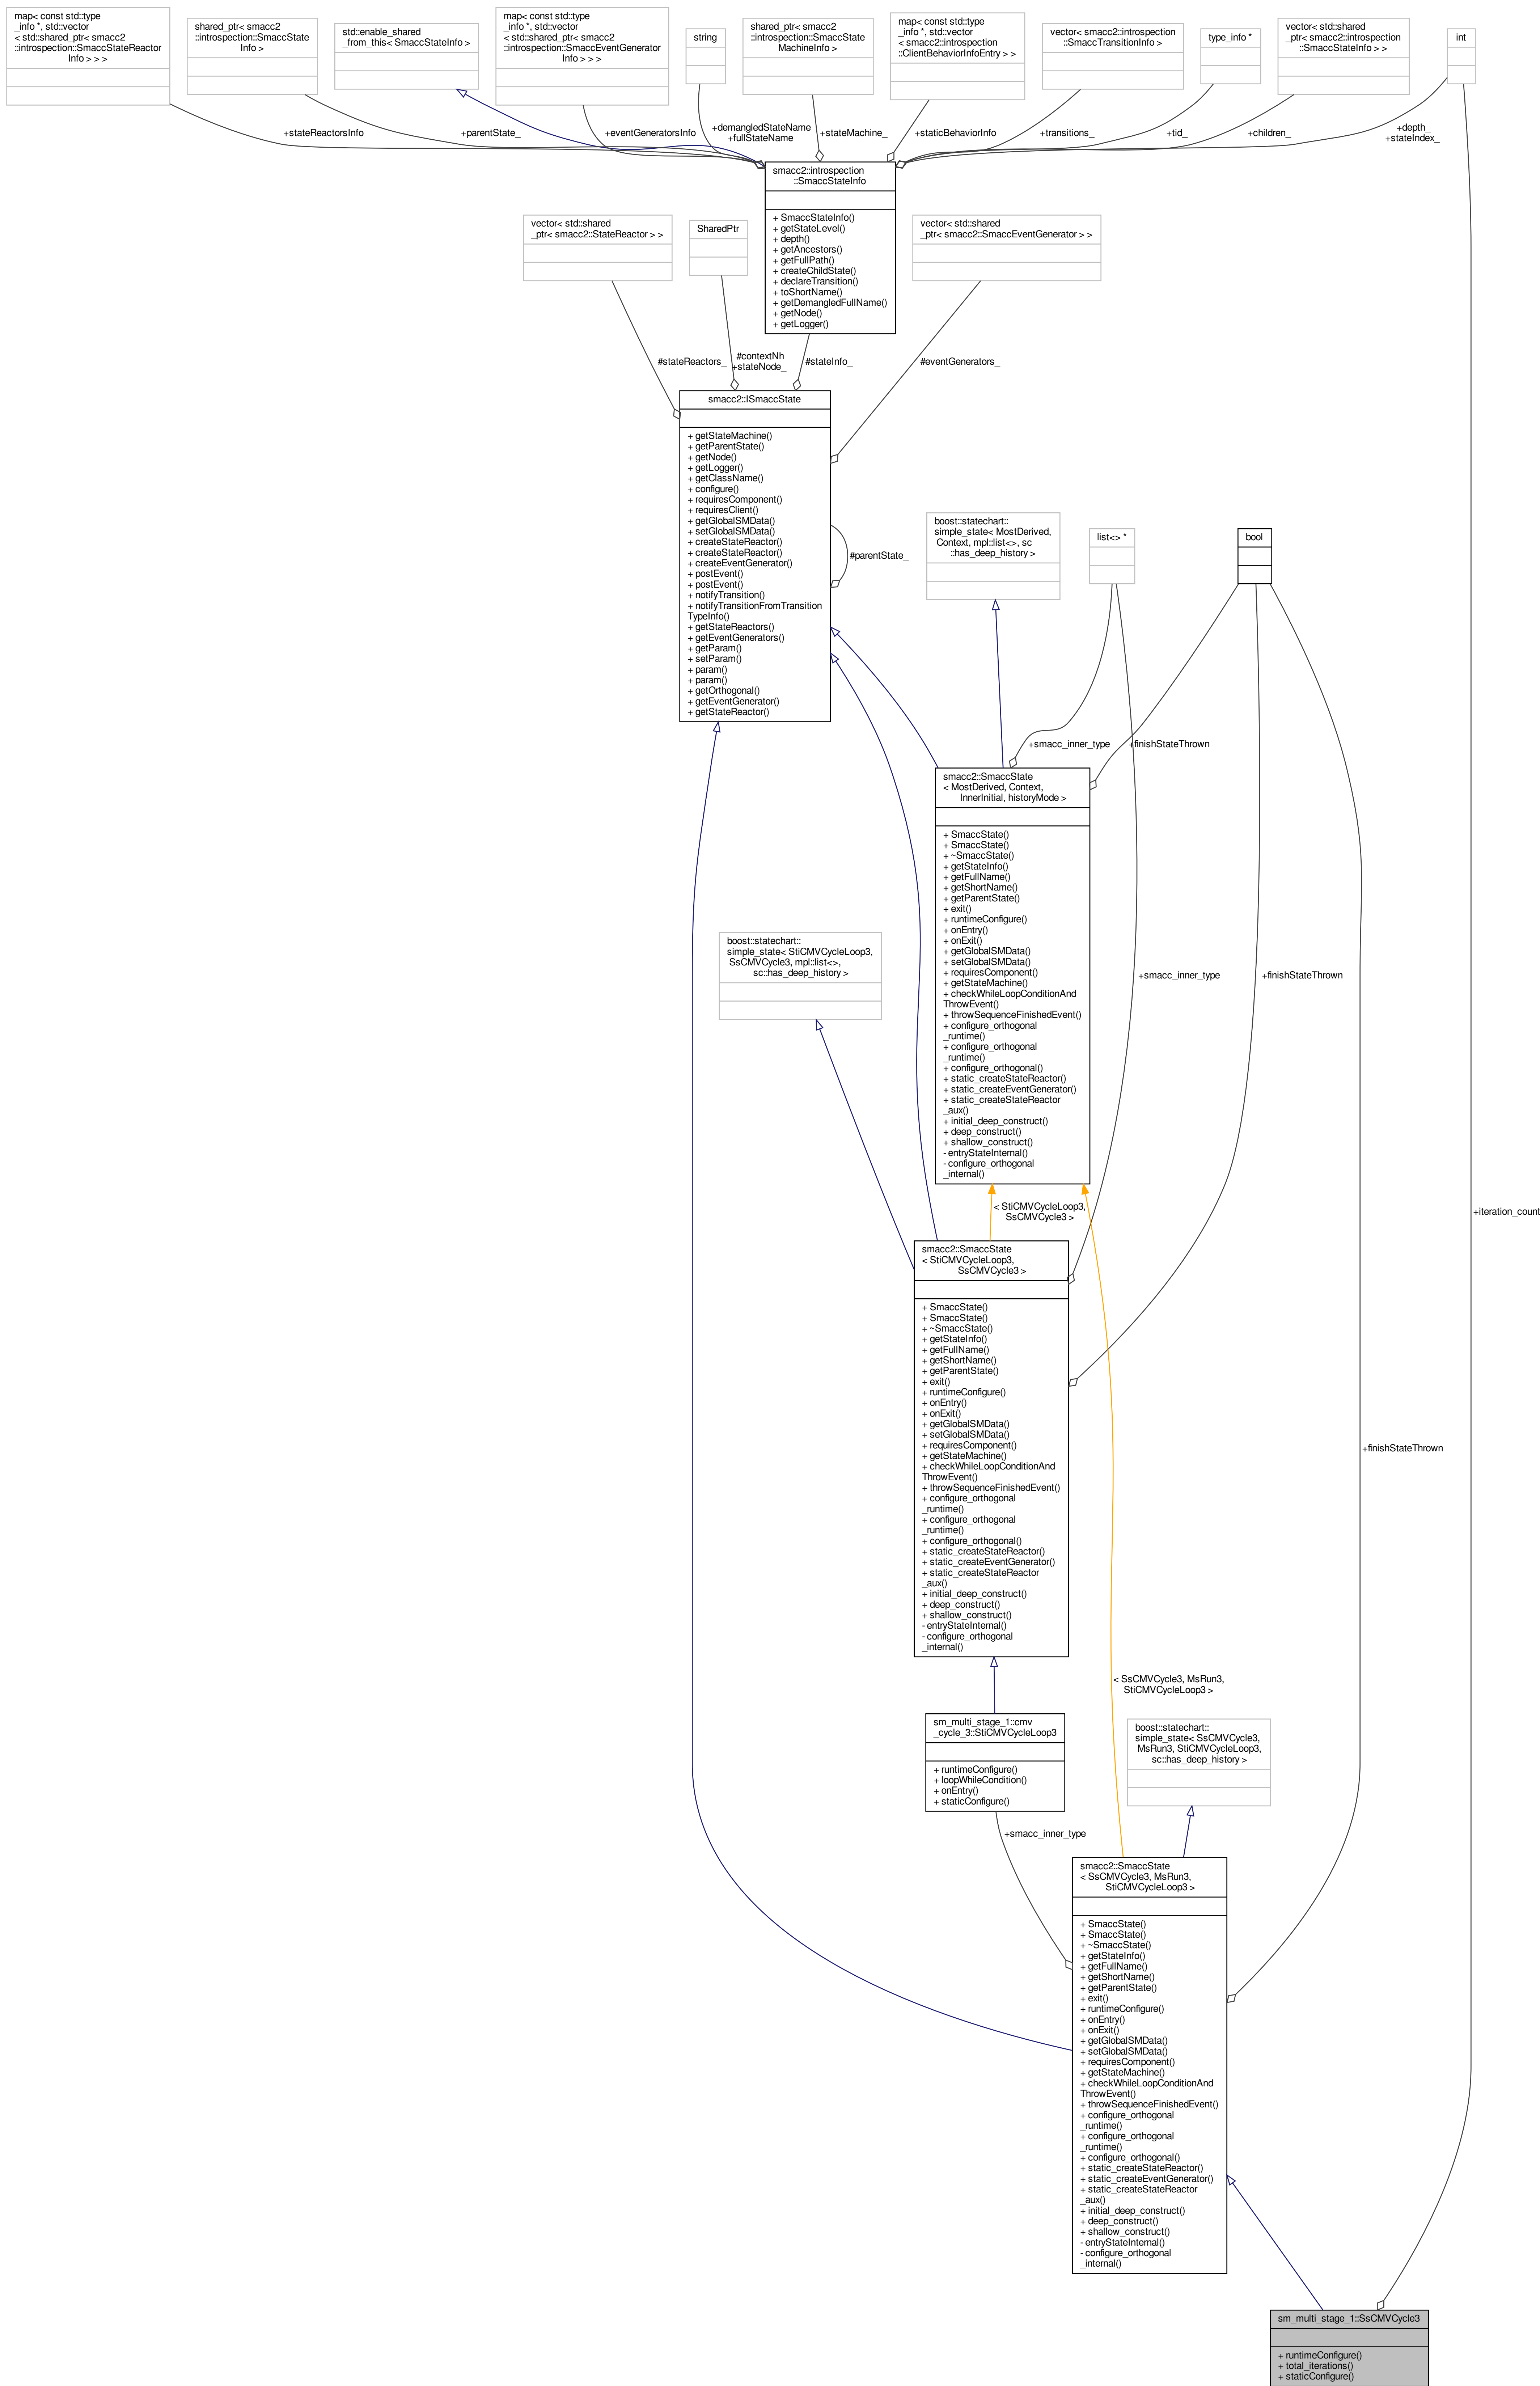 map< const std::type
_info *, std::vector
< std::shared_ptr< smacc2
::introspection::SmaccStateReactor
Info > > >
shared_ptr< smacc2
::introspection::SmaccState
Info >
std::enable_shared
_from_this< SmaccStateInfo >
map< const std::type
_info *, std::vector
< std::shared_ptr< smacc2
::introspection::SmaccEventGenerator
Info > > >
string
shared_ptr< smacc2
::introspection::SmaccState
MachineInfo >
map< const std::type
_info *, std::vector
< smacc2::introspection
::ClientBehaviorInfoEntry > >
vector< smacc2::introspection
::SmaccTransitionInfo >
type_info *
vector< std::shared
_ptr< smacc2::introspection
::SmaccStateInfo > >
int
+stateReactorsInfo
+parentState_
+eventGeneratorsInfo
+demangledStateName
+fullStateName
+stateMachine_
+staticBehaviorInfo
+transitions_
+tid_
+children_
+depth_
+stateIndex_
smacc2::introspection
::SmaccStateInfo
+ SmaccStateInfo()
+ getStateLevel()
+ depth()
+ getAncestors()
+ getFullPath()
+ createChildState()
+ declareTransition()
+ toShortName()
+ getDemangledFullName()
+ getNode()
+ getLogger()
vector< std::shared
_ptr< smacc2::StateReactor > >
SharedPtr
vector< std::shared
_ptr< smacc2::SmaccEventGenerator > >
#stateReactors_
#contextNh
+stateNode_
#stateInfo_
#eventGenerators_
smacc2::ISmaccState
+ getStateMachine()
+ getParentState()
+ getNode()
+ getLogger()
+ getClassName()
+ configure()
+ requiresComponent()
+ requiresClient()
+ getGlobalSMData()
+ setGlobalSMData()
+ createStateReactor()
+ createStateReactor()
+ createEventGenerator()
+ postEvent()
+ postEvent()
+ notifyTransition()
+ notifyTransitionFromTransition
TypeInfo()
+ getStateReactors()
+ getEventGenerators()
+ getParam()
+ setParam()
+ param()
+ param()
+ getOrthogonal()
+ getEventGenerator()
+ getStateReactor()
#parentState_
boost::statechart::
simple_state< MostDerived,
Context, mpl::list<>, sc
::has_deep_history >
list<> *
bool
+smacc_inner_type
+finishStateThrown
smacc2::SmaccState
< MostDerived, Context,
InnerInitial, historyMode >
+ SmaccState()
+ SmaccState()
+ ~SmaccState()
+ getStateInfo()
+ getFullName()
+ getShortName()
+ getParentState()
+ exit()
+ runtimeConfigure()
+ onEntry()
+ onExit()
+ getGlobalSMData()
+ setGlobalSMData()
+ requiresComponent()
+ getStateMachine()
+ checkWhileLoopConditionAnd
ThrowEvent()
+ throwSequenceFinishedEvent()
+ configure_orthogonal
_runtime()
+ configure_orthogonal
_runtime()
+ configure_orthogonal()
+ static_createStateReactor()
+ static_createEventGenerator()
+ static_createStateReactor
_aux()
+ initial_deep_construct()
+ deep_construct()
+ shallow_construct()
- entryStateInternal()
- configure_orthogonal
_internal()
boost::statechart::
simple_state< StiCMVCycleLoop3,
SsCMVCycle3, mpl::list<>,
sc::has_deep_history >
+smacc_inner_type
+finishStateThrown
< StiCMVCycleLoop3,
SsCMVCycle3 >
+iteration_count
smacc2::SmaccState
< StiCMVCycleLoop3,
SsCMVCycle3 >
+ SmaccState()
+ SmaccState()
+ ~SmaccState()
+ getStateInfo()
+ getFullName()
+ getShortName()
+ getParentState()
+ exit()
+ runtimeConfigure()
+ onEntry()
+ onExit()
+ getGlobalSMData()
+ setGlobalSMData()
+ requiresComponent()
+ getStateMachine()
+ checkWhileLoopConditionAnd
ThrowEvent()
+ throwSequenceFinishedEvent()
+ configure_orthogonal
_runtime()
+ configure_orthogonal
_runtime()
+ configure_orthogonal()
+ static_createStateReactor()
+ static_createEventGenerator()
+ static_createStateReactor
_aux()
+ initial_deep_construct()
+ deep_construct()
+ shallow_construct()
- entryStateInternal()
- configure_orthogonal
_internal()
+finishStateThrown
< SsCMVCycle3, MsRun3,
StiCMVCycleLoop3 >
sm_multi_stage_1::cmv
_cycle_3::StiCMVCycleLoop3
+ runtimeConfigure()
+ loopWhileCondition()
+ onEntry()
+ staticConfigure()
boost::statechart::
simple_state< SsCMVCycle3,
MsRun3, StiCMVCycleLoop3,
sc::has_deep_history >
+smacc_inner_type
smacc2::SmaccState
< SsCMVCycle3, MsRun3,
StiCMVCycleLoop3 >
+ SmaccState()
+ SmaccState()
+ ~SmaccState()
+ getStateInfo()
+ getFullName()
+ getShortName()
+ getParentState()
+ exit()
+ runtimeConfigure()
+ onEntry()
+ onExit()
+ getGlobalSMData()
+ setGlobalSMData()
+ requiresComponent()
+ getStateMachine()
+ checkWhileLoopConditionAnd
ThrowEvent()
+ throwSequenceFinishedEvent()
+ configure_orthogonal
_runtime()
+ configure_orthogonal
_runtime()
+ configure_orthogonal()
+ static_createStateReactor()
+ static_createEventGenerator()
+ static_createStateReactor
_aux()
+ initial_deep_construct()
+ deep_construct()
+ shallow_construct()
- entryStateInternal()
- configure_orthogonal
_internal()
sm_multi_stage_1::SsCMVCycle3
+ runtimeConfigure()
+ total_iterations()
+ staticConfigure()